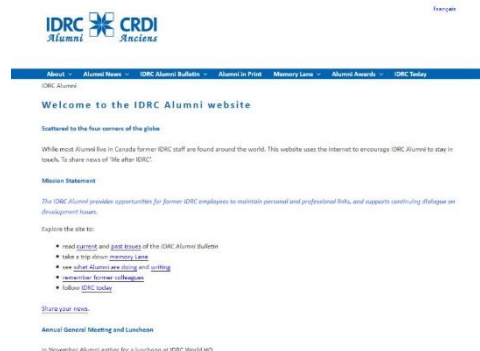 Français
IDRC CRDI
Alumni Anciens
About Alumni News IDRC Alumni Bulletin Alumni in Print Memory Lane Alumni Awards IDRC Today
IDRC Alumni
Welcome to the IDRC Alumni website
Scattered to the four corners of the globe
While most Alumni live in Canada former IDRC staff are found around the world. This website uses the internet to encourage IDRC Alumni to stay in
touch. To share news of 'life after IDRC'.
Mission Statement
The IDRC Alumni provides opportunities for former IDRC employees to maintain personal and professional links, and supports continuing dialogue on
development issues.
Explore the site to:
read current and past issues of the IDRC Alumni Bulletin
take a trip down memory Lane
see what Alumni are doing and writing
remember former colleagues
follow IDRC today
Share your news.
Annual General Meeting and Luncheon
In November Alumni gather for a luncheon at IDRC World HQ